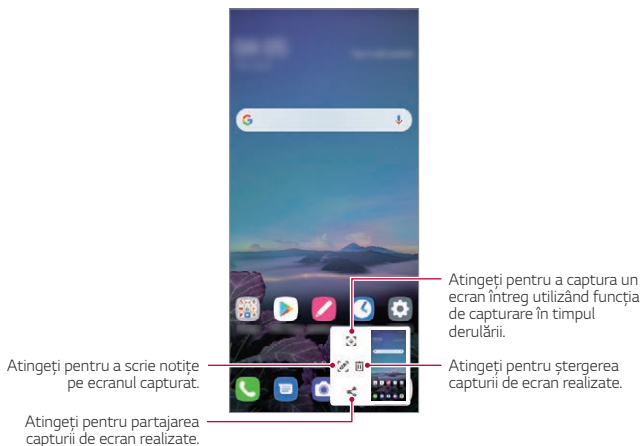 Atingeți pentru a captura un
ecran întreg utilizând funcția
de capturare în timpul
derulării.
Atingeți pentru a scrie notițe
pe ecranul capturat.
Atingeți pentru ștergerea
capturii de ecran realizate.
Atingeți pentru partajarea
capturii de ecran realizate.